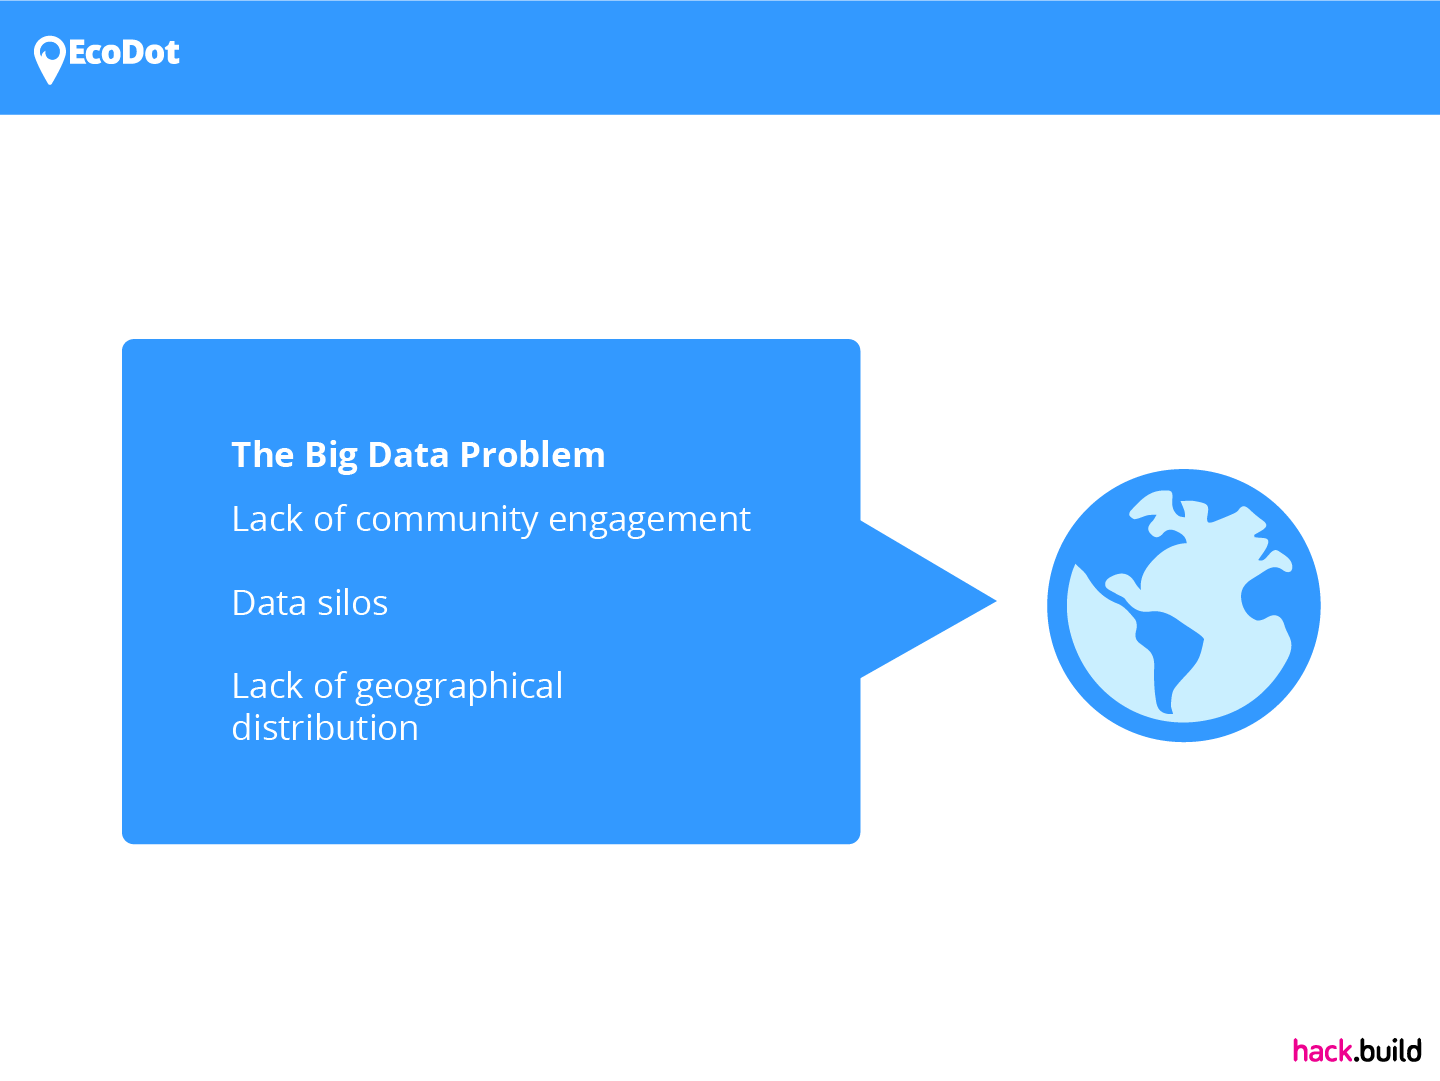 EcoDot
The Big Data Problem
Lack of community engagement
Data silos
Lack of geographical
distribution
hack.build